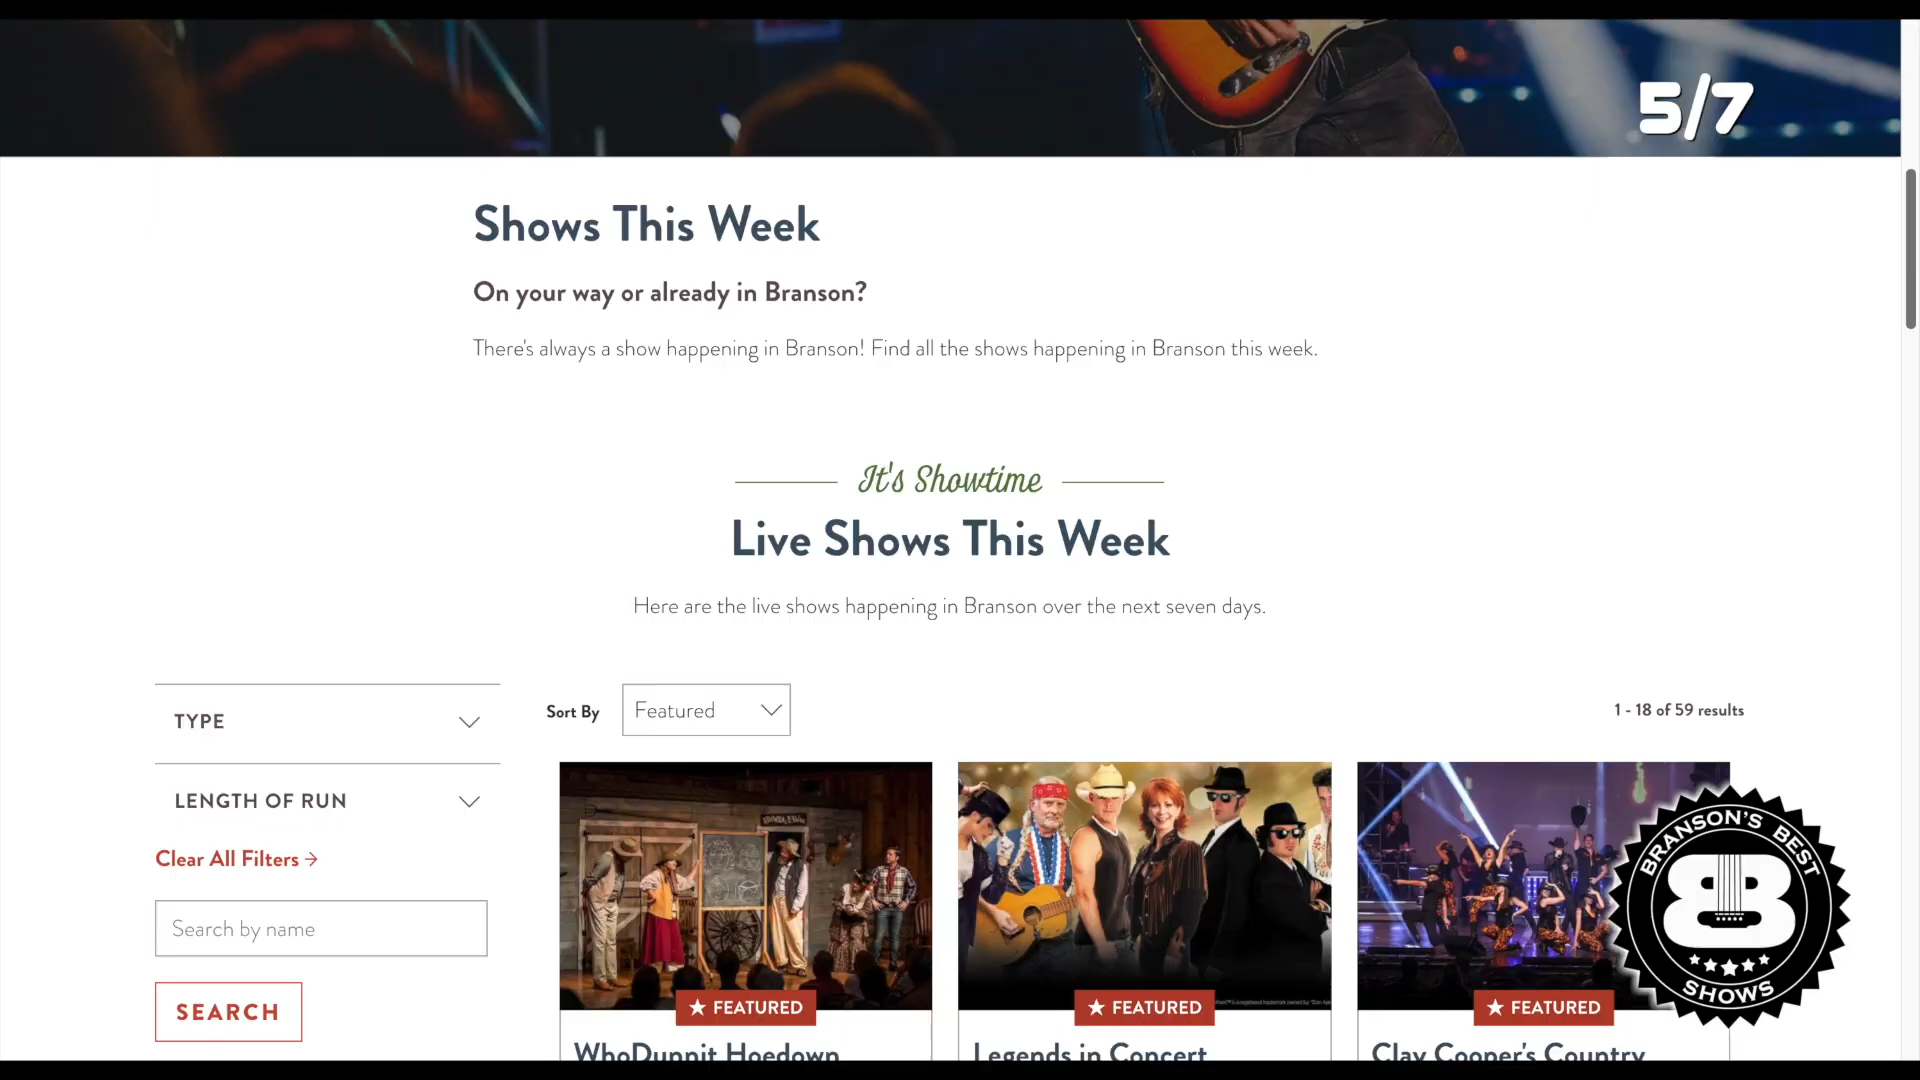 5/7
Shows This Week
On your way or already in Branson?
There's always a show happening in Branson! Find all the shows happening in Branson this week.
It's Showtime
Live Shows This Week
Here are the live shows happening in Branson over the next seven days.
TYPE
LENGTH OF RUN
Clear All Filters
Search by name
SEARCH
Sort By
Featured
1 - 18 of 59 results
★ FEATURED
★ FEATURED
★ FEATURED
WhoDunnit Hoedown
Legends in Concert
Clay Cooper's Country
BRANSON'S BEST
SHOWS